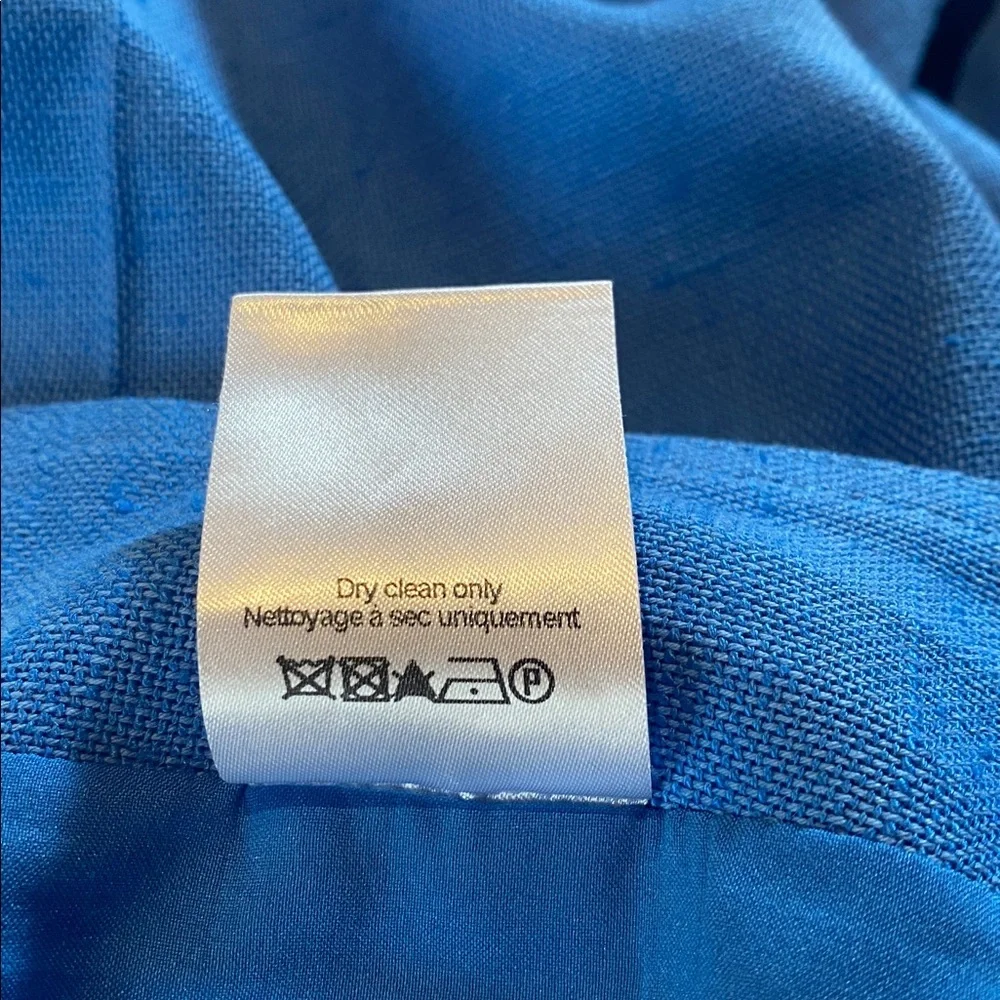 Dry clean only
Nettoyage à sec uniquement
P